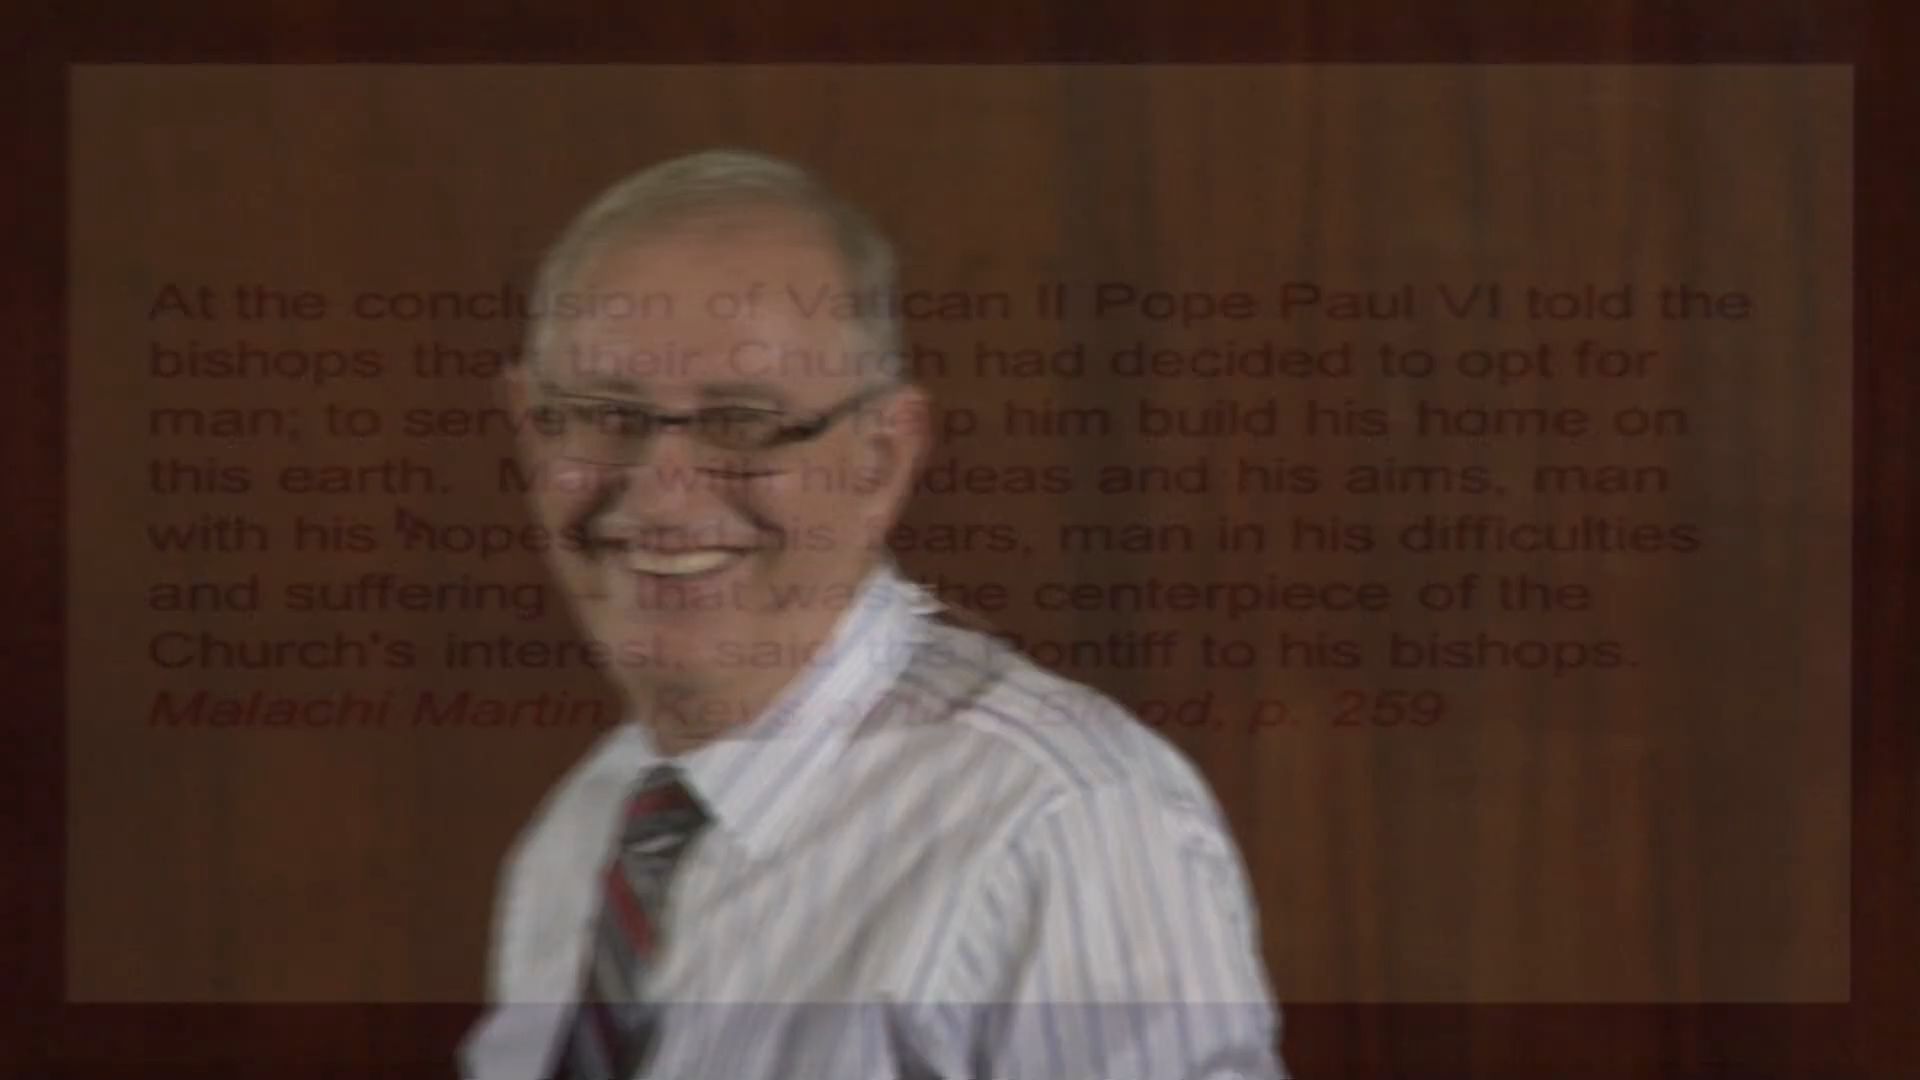 At the conclusion of Vatican II Pope Paul VI told the
bishops that their Church had decided to opt for
man; to serve him build his home on
this earth. Man with his ideas and his aims, man
with his hopes and his fears, man in his difficulties
and suffering – that was the centerpiece of the
Church's interest, said the Pontiff to his bishops.
Malachi Martin, Blood, p. 259